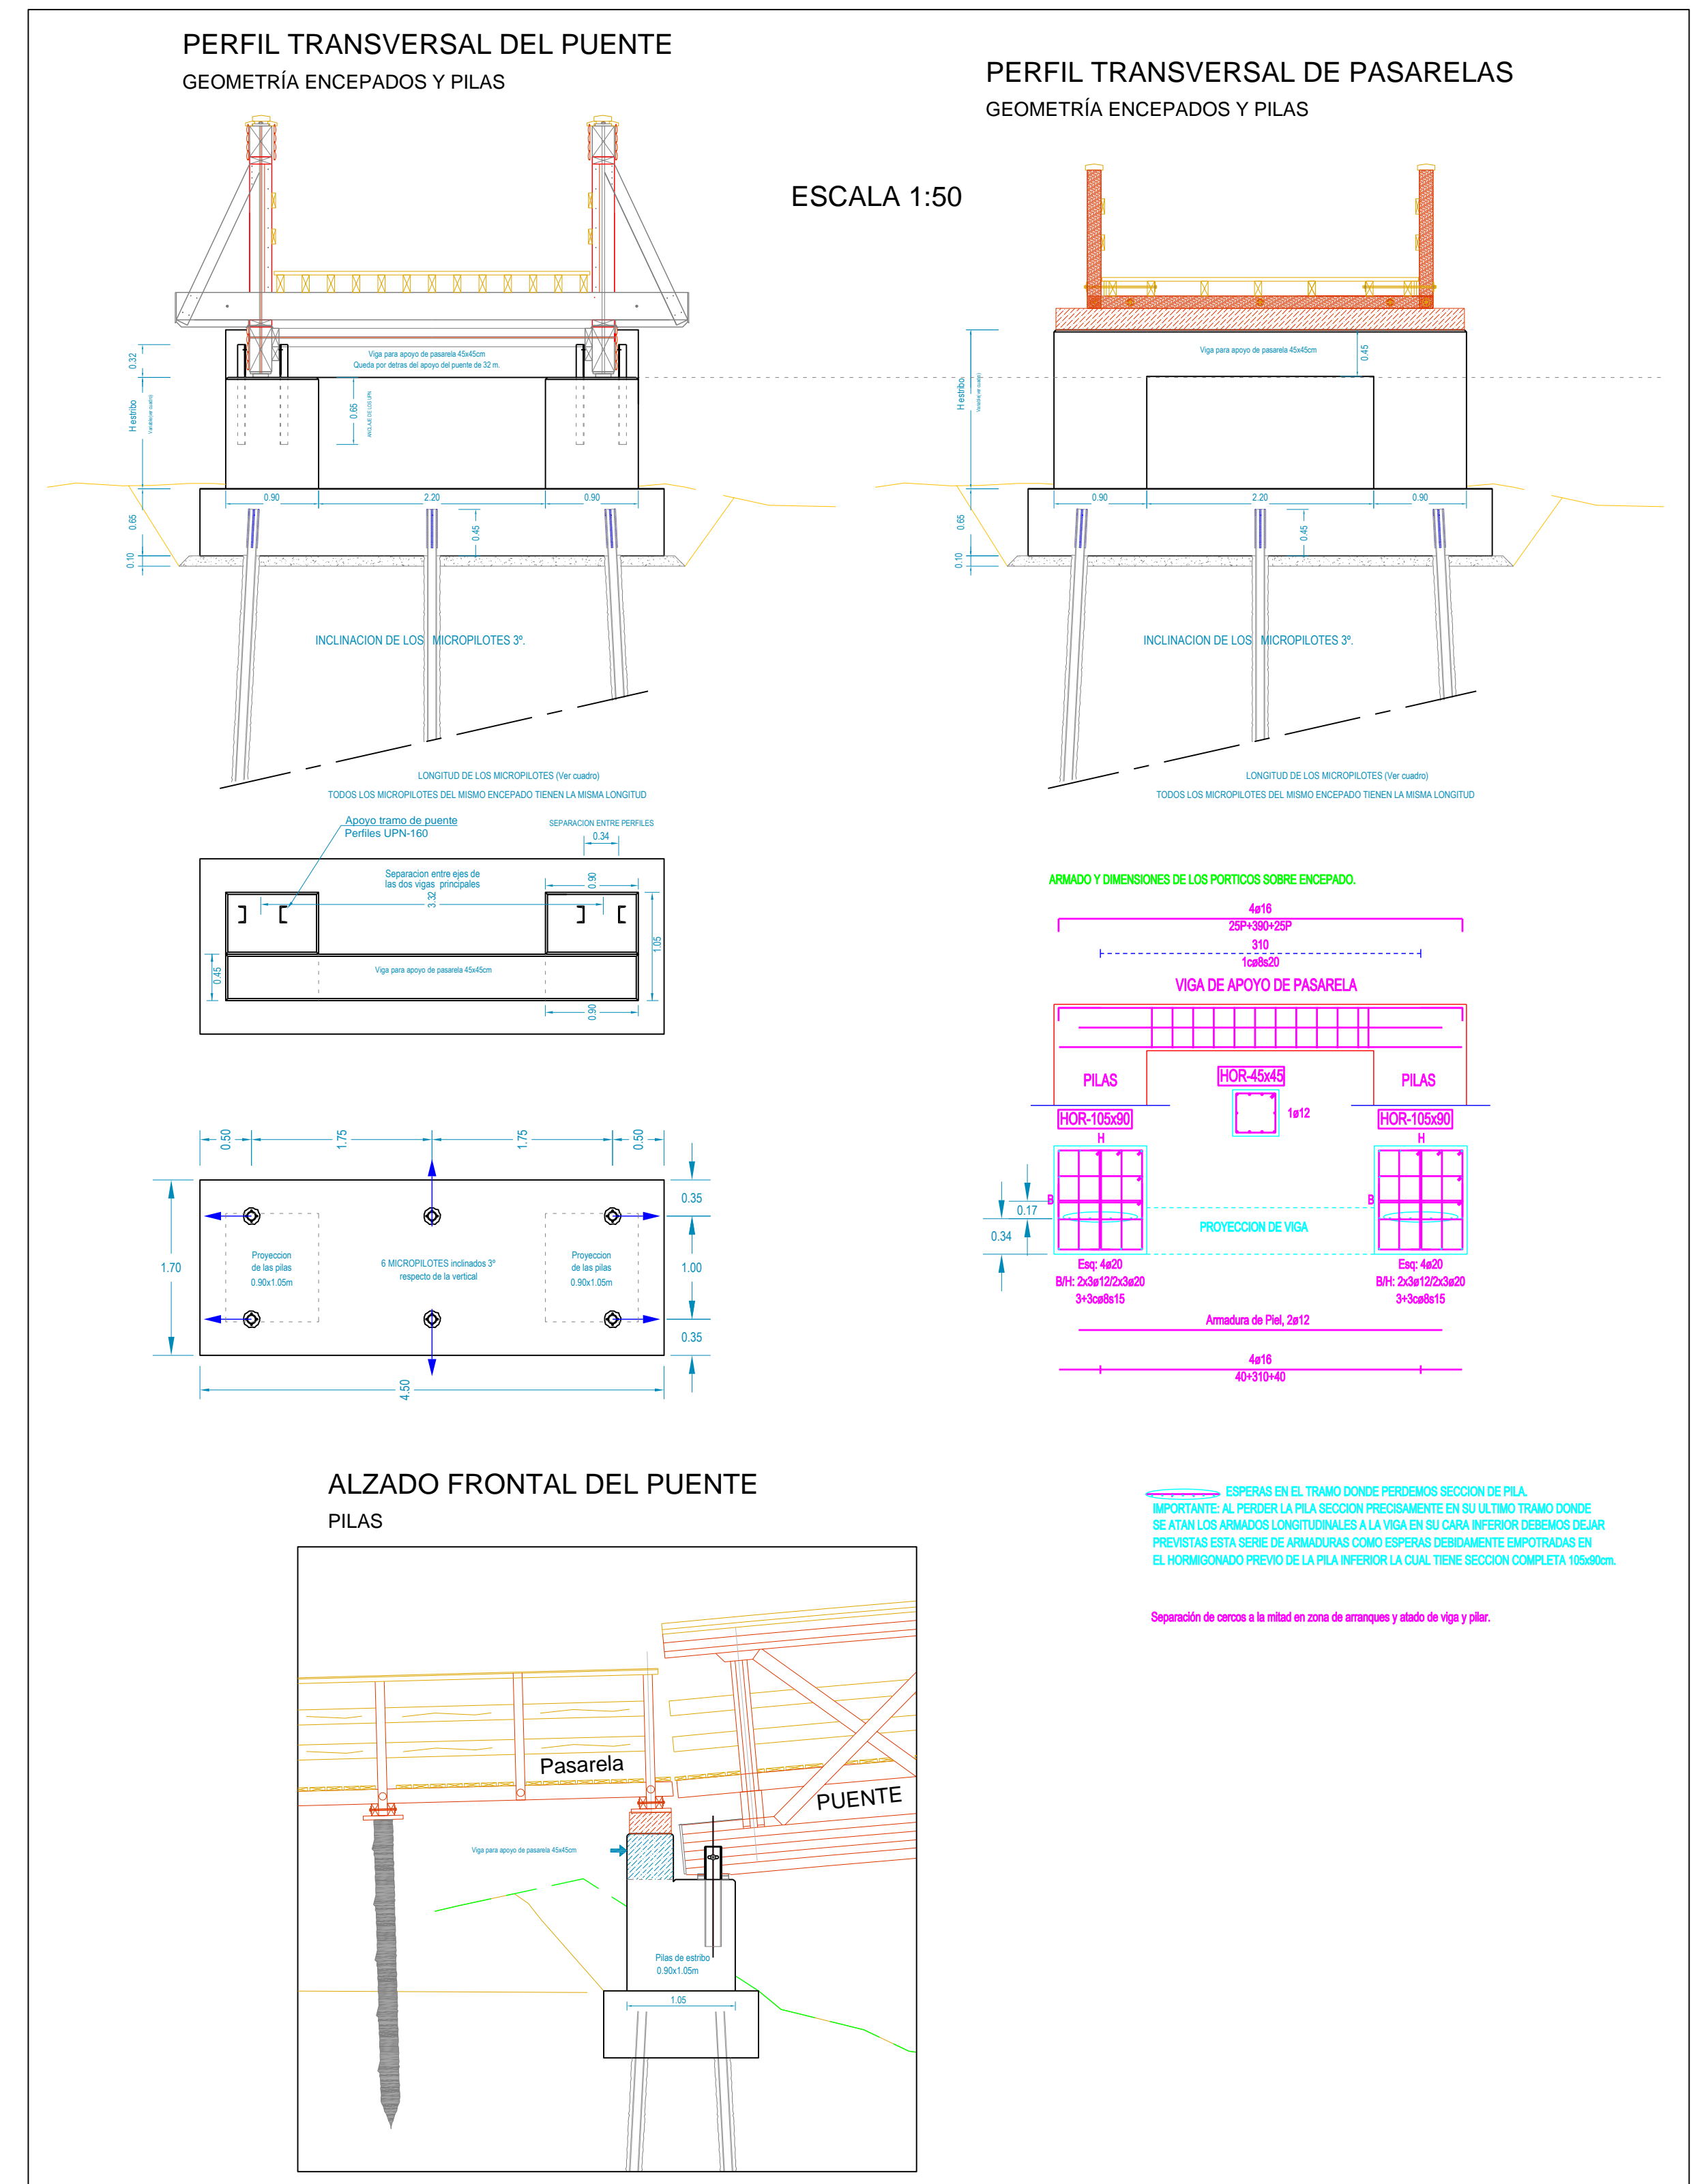 PERFIL TRANSVERSAL DEL PUENTE
GEOMETRÍA ENCEPADOS Y PILAS
PERFIL TRANSVERSAL DE PASARELAS
GEOMETRÍA ENCEPADOS Y PILAS
ESCALA 1:50
Viga para apoyo de pasarela 45x45cm
Queda por detras del apoyo del puente de 32 m.
0.32
H estribo
Variable(ver cuadro)
0.65
ANCLAJE DE LOS UPN
0.90
2.20
0.90
0.65
0.45
0.10
INCLINACION DE LOS MICROPILOTES 3º.
LONGITUD DE LOS MICROPILOTES (Ver cuadro)
TODOS LOS MICROPILOTES DEL MISMO ENCEPADO TIENEN LA MISMA LONGITUD
Viga para apoyo de pasarela 45x45cm
0.45
H estribo
Variable(ver cuadro)
0.90
2.20
0.90
0.65
0.45
0.10
INCLINACION DE LOS MICROPILOTES 3º.
LONGITUD DE LOS MICROPILOTES (Ver cuadro)
TODOS LOS MICROPILOTES DEL MISMO ENCEPADO TIENEN LA MISMA LONGITUD
Apoyo tramo de puente
Perfiles UPN-160
SEPARACION ENTRE PERFILES
0.34
Separacion entre ejes de
las dos vigas principales
3.32
0.90
1.05
0.45
Viga para apoyo de pasarela 45x45cm
0.90
0.50
1.75
1.75
0.50
0.35
1.70
1.00
0.35
Proyeccion
de las pilas
0.90x1.05m
6 MICROPILOTES inclinados 3º
respecto de la vertical
Proyeccion
de las pilas
0.90x1.05m
4.50
ARMADO Y DIMENSIONES DE LOS PORTICOS SOBRE ENCEPADO.
4ø16
25P+390+25P
310
1cø8s20
VIGA DE APOYO DE PASARELA
PILAS
HOR-45x45
PILAS
HOR-105x90
1ø12
HOR-105x90
H
H
B
B
0.17
0.34
PROYECCION DE VIGA
Esq: 4ø20
B/H: 2x3ø12/2x3ø20
3+3cø8s15
Esq: 4ø20
B/H: 2x3ø12/2x3ø20
3+3cø8s15
Armadura de Piel, 2ø12
4ø16
40+310+40
ALZADO FRONTAL DEL PUENTE
PILAS
ESPERAS EN EL TRAMO DONDE PERDEMOS SECCION DE PILA.
IMPORTANTE: AL PERDER LA PILA SECCION PRECISAMENTE EN SU ULTIMO TRAMO DONDE
SE ATAN LOS ARMADOS LONGITUDINALES A LA VIGA EN SU CARA INFERIOR DEBEMOS DEJAR
PREVISTAS ESTA SERIE DE ARMADURAS COMO ESPERAS DEBIDAMENTE EMPOTRADAS EN
EL HORMIGONADO PREVIO DE LA PILA INFERIOR LA CUAL TIENE SECCION COMPLETA 105x90cm.
Separación de cercos a la mitad en zona de arranques y atado de viga y pilar.
Pasarela
PUENTE
Viga para apoyo de pasarela 45x45cm
Pilas de estribo
0.90x1.05m
1.05